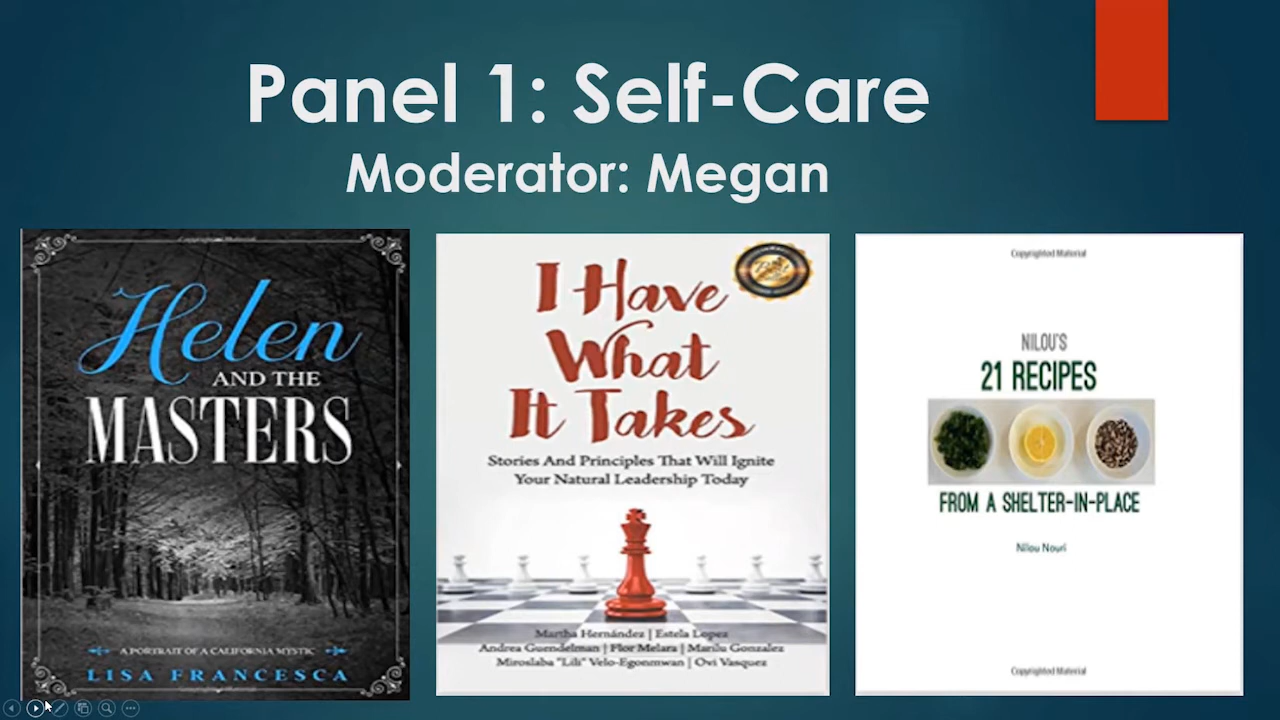 Panel 1: Self-Care
Moderator: Megan
Helen
AND THE
MASTERS
A PORTRAIT OF A CALIFORNIA MYSTIC
LISA FRANCESCA
I Have
What
It Takes
Stories And Principles That Will Ignite
Your Natural Leadership Today
Martha Hernández | Estela Lopez
Andrea Guendelman | Flor Melara | Marilu Gonzalez
Miroslaba "Lili" Velo-Egonmwan | Ovi Vasquez
Copyrighted Material
NILOU'S
21 RECIPES
FROM A SHELTER-IN-PLACE
Nilou Nouri
Copyrighted Material